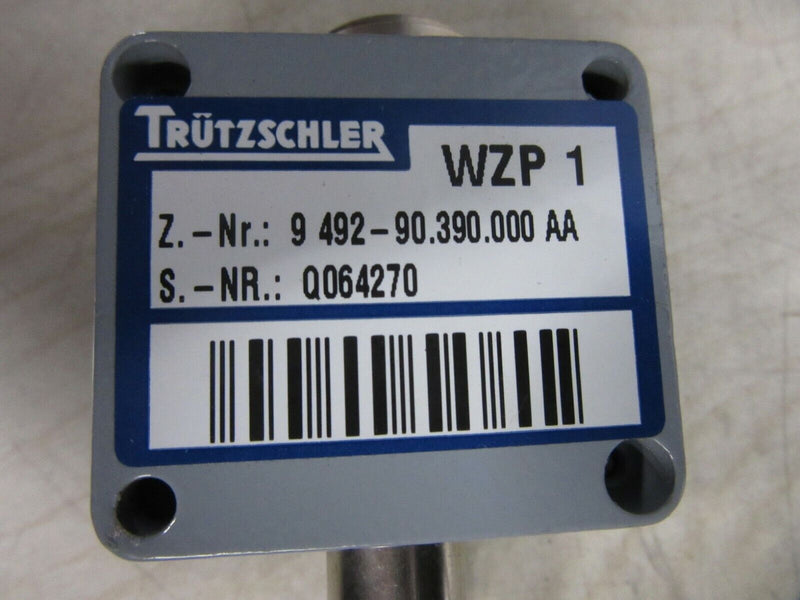 TRÜTZSCHLER
WZP 1
Z.-Nr.: 9 492-90.390.000 AA
S.-NR.: Q064270